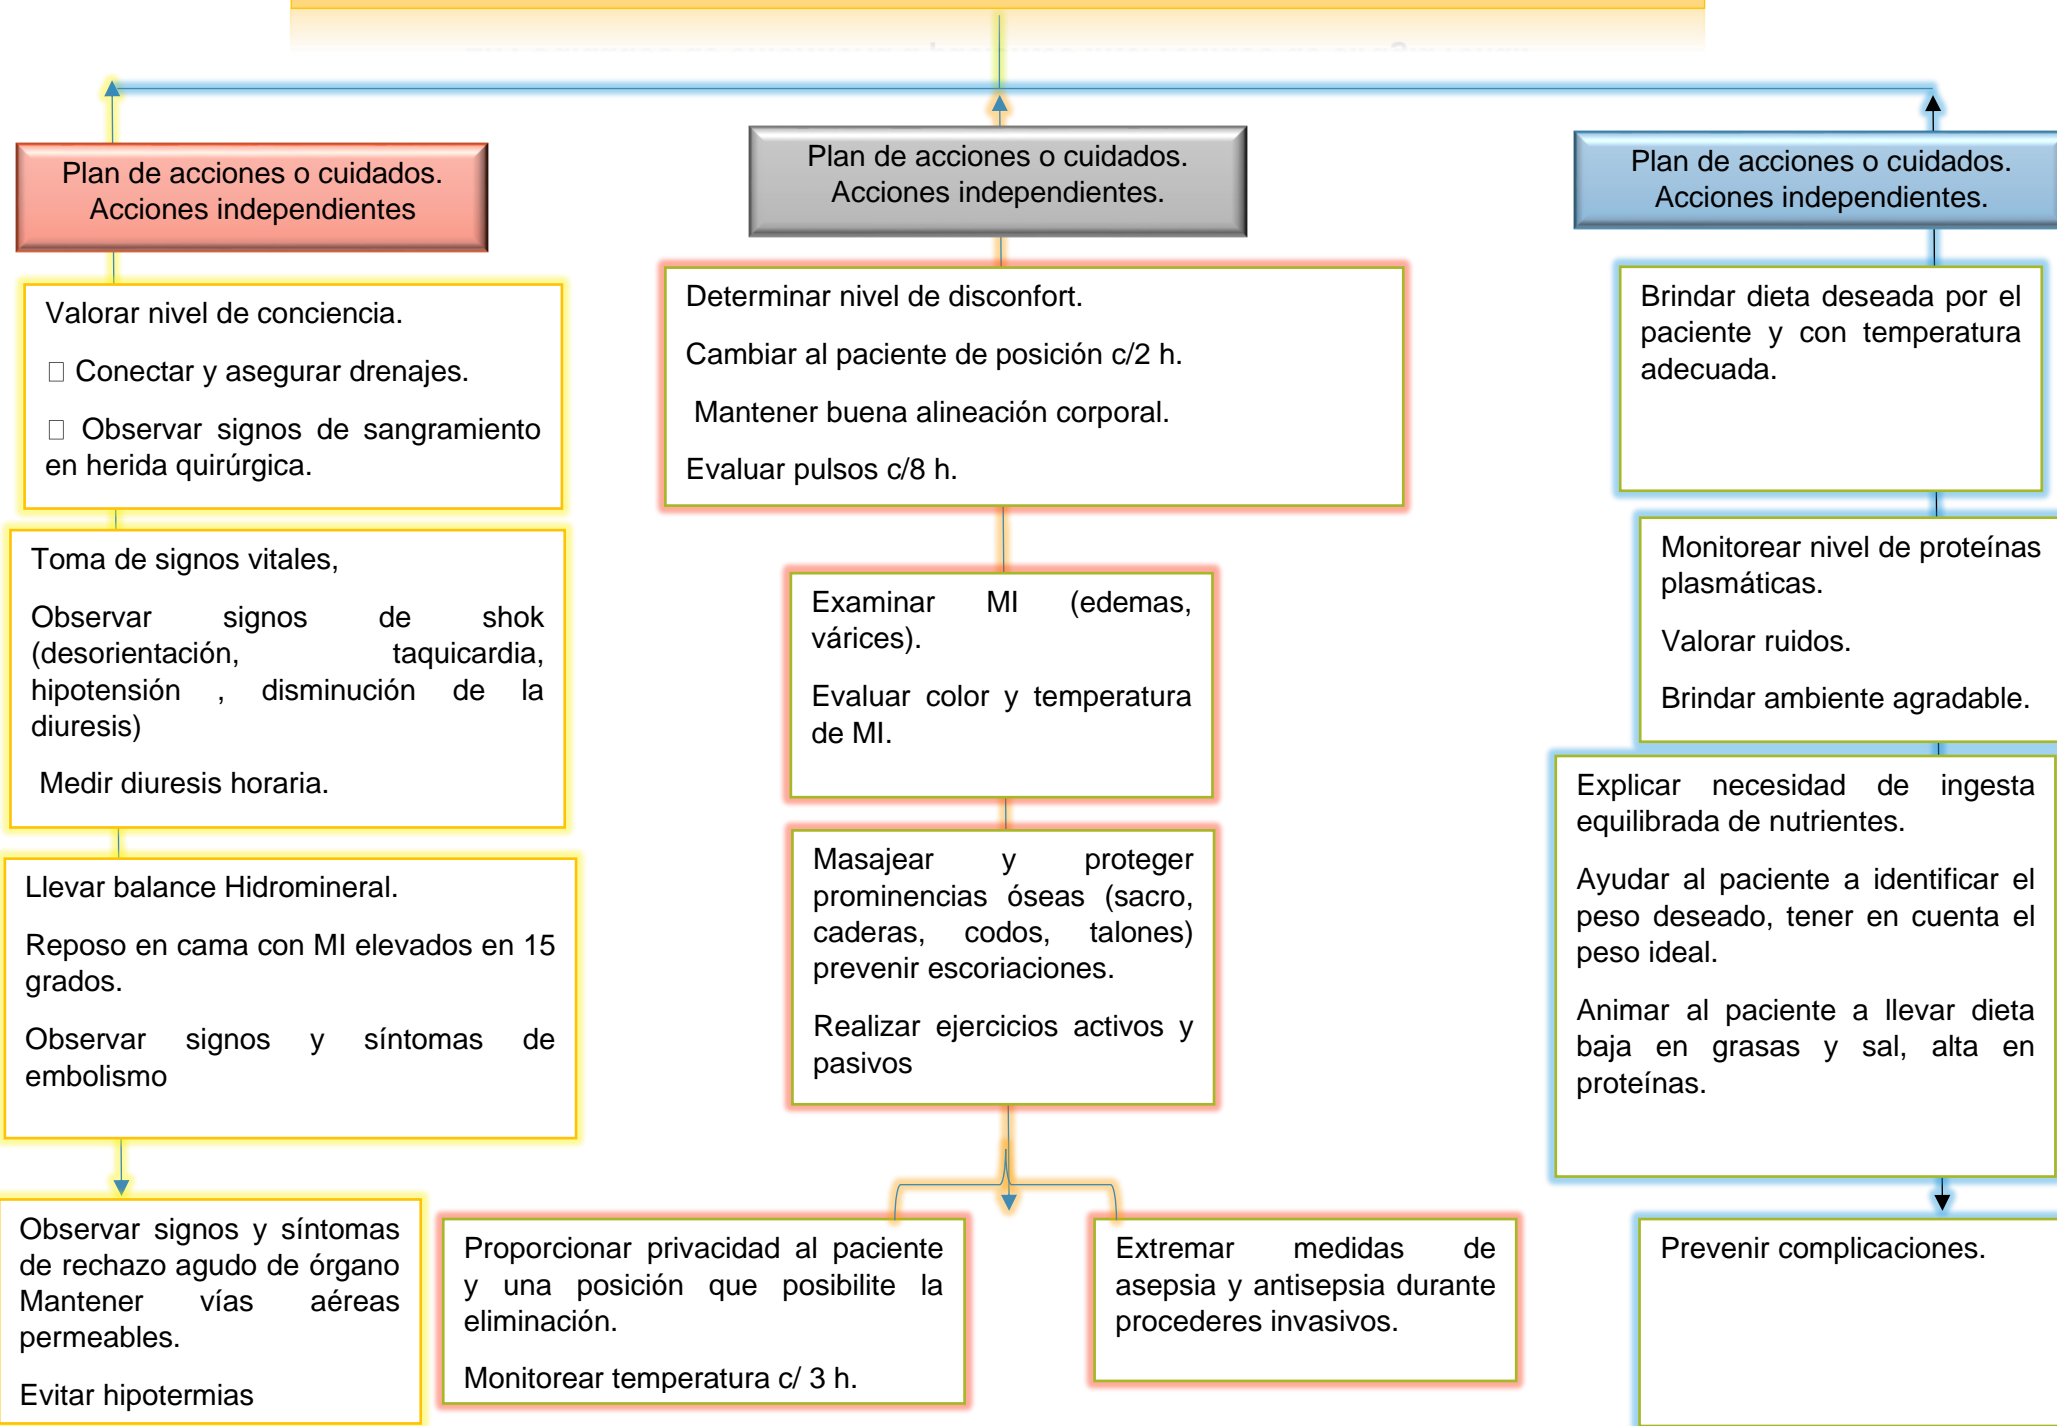 Plan de acciones o cuidados.
Acciones independientes
Valorar nivel de conciencia.
□ Conectar y asegurar drenajes.
□ Observar signos de sangramiento
en herida quirúrgica.
Toma de signos vitales,
Observar signos de shok
(desorientación, taquicardia,
hipotensión , disminución de la
diuresis)
Medir diuresis horaria.
Llevar balance Hidromineral.
Reposo en cama con MI elevados en 15
grados.
Observar signos y síntomas de
embolismo
Observar signos y síntomas
de rechazo agudo de órgano
Mantener vías aéreas
permeables.
Evitar hipotermias
Plan de acciones o cuidados.
Acciones independientes.
Determinar nivel de disconfort.
Cambiar al paciente de posición c/2 h.
Mantener buena alineación corporal.
Evaluar pulsos c/8 h.
Examinar MI (edemas,
várices).
Evaluar color y temperatura
de MI.
Masajear y proteger
prominencias óseas (sacro,
caderas, codos, talones)
prevenir escoriaciones.
Realizar ejercicios activos y
pasivos
Proporcionar privacidad al paciente
y una posición que posibilite la
eliminación.
Monitorear temperatura c/ 3 h.
Extremar medidas de
asepsia y antisepsia durante
procederes invasivos.
Plan de acciones o cuidados.
Acciones independientes.
Brindar dieta deseada por el
paciente y con temperatura
adecuada.
Monitorear nivel de proteínas
plasmáticas.
Valorar ruidos.
Brindar ambiente agradable.
Explicar necesidad de ingesta
equilibrada de nutrientes.
Ayudar al paciente a identificar el
peso deseado, tener en cuenta el
peso ideal.
Animar al paciente a llevar dieta
baja en grasas y sal, alta en
proteínas.
Prevenir complicaciones.